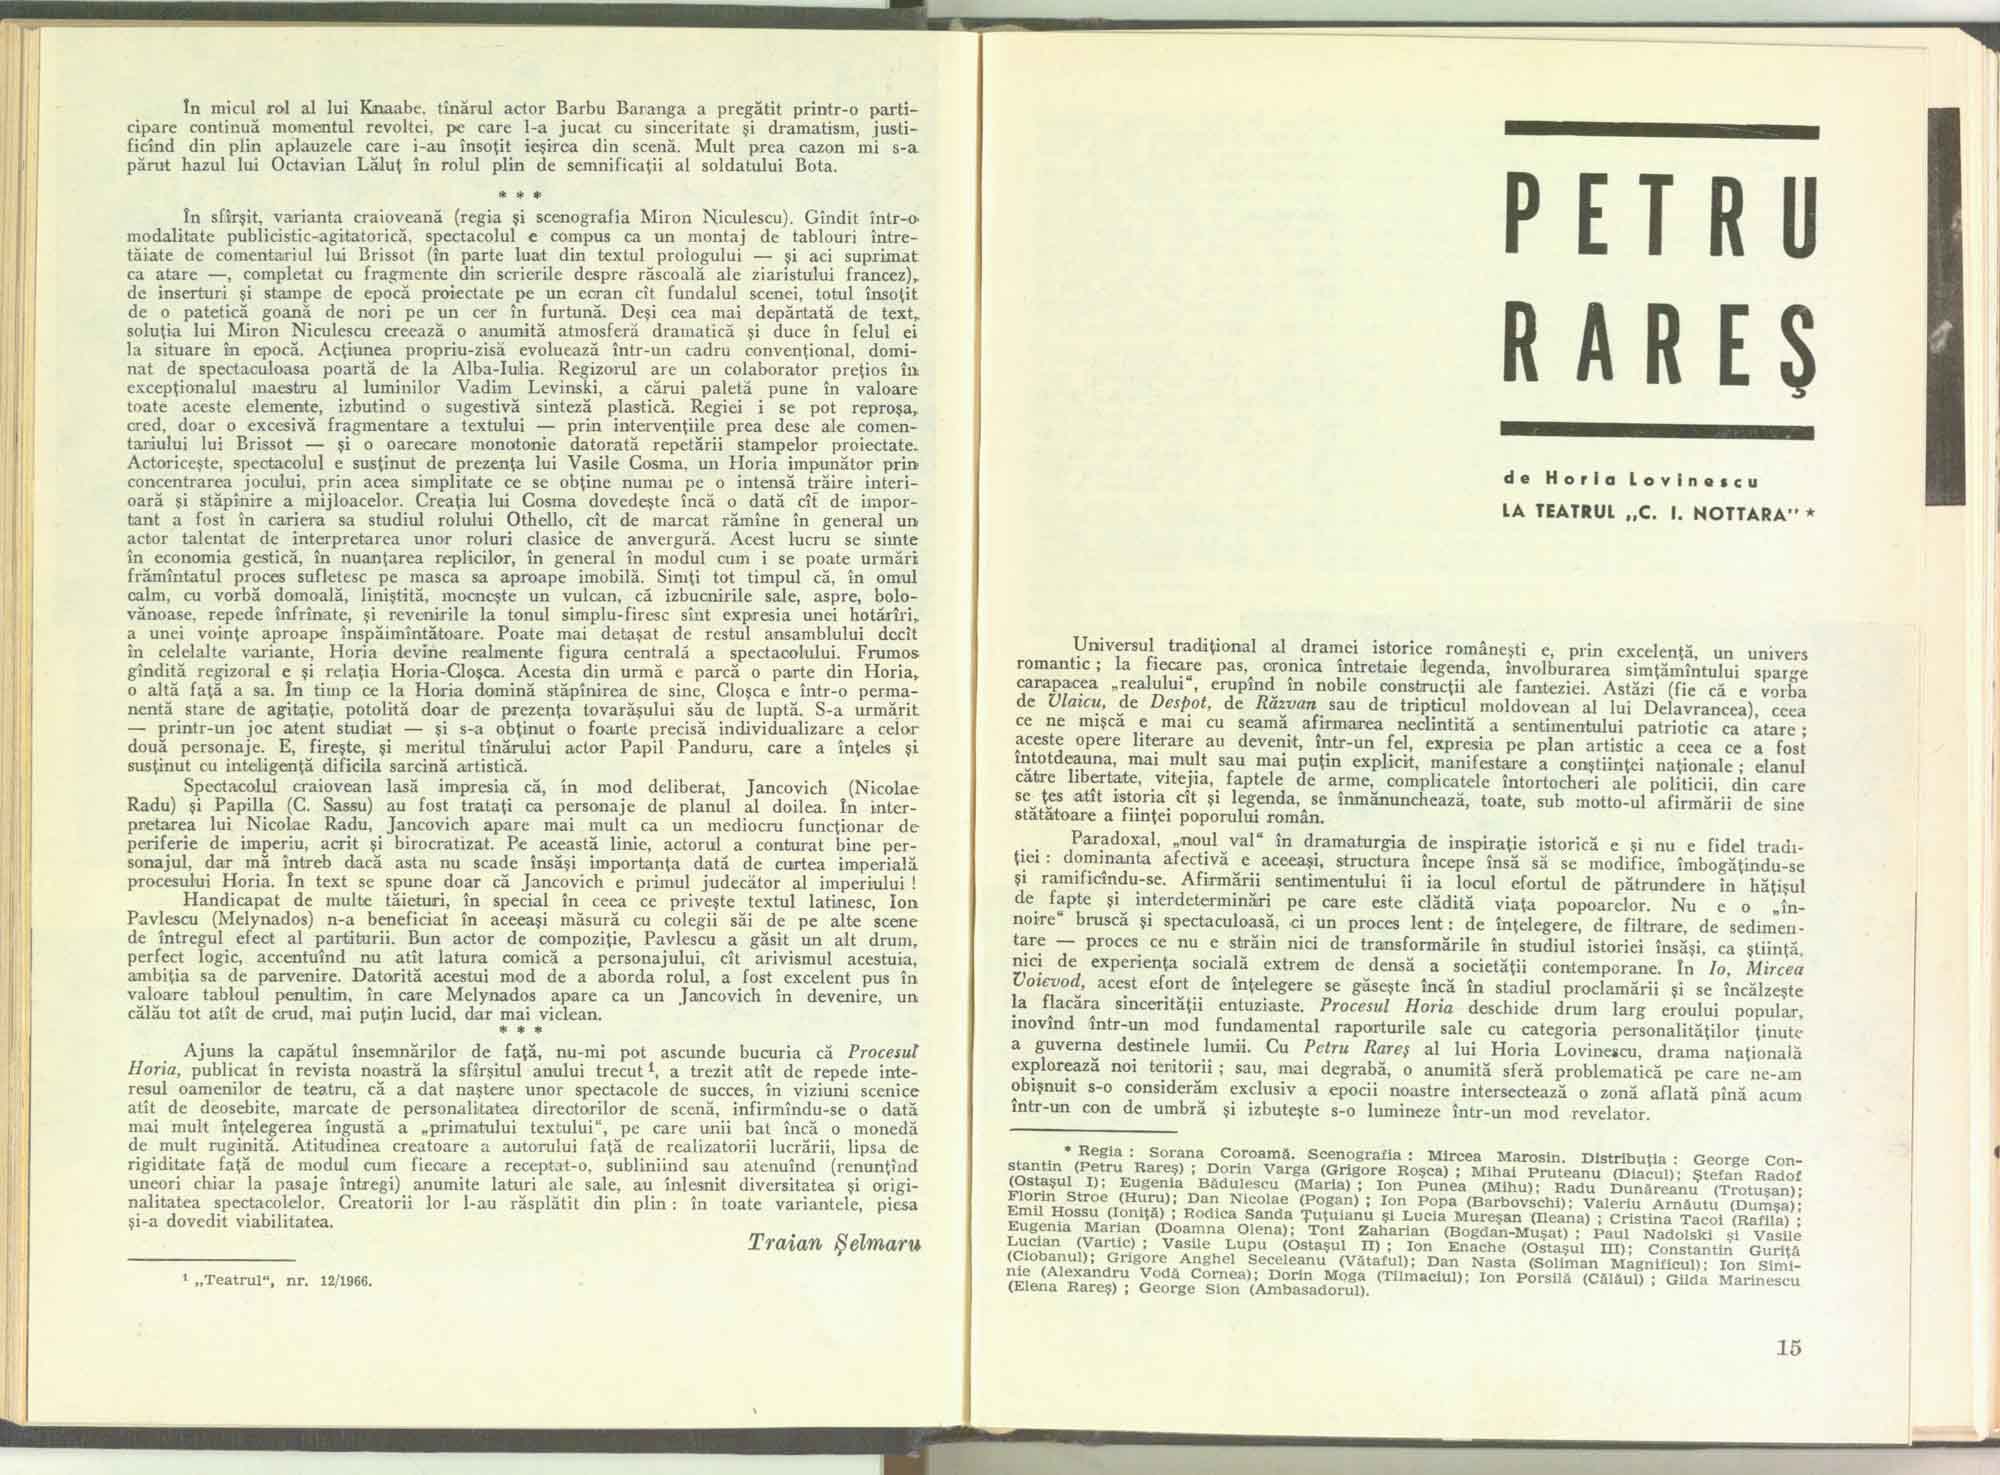 În micul rol al lui Knaabe, tînărul actor Barbu Baranga a pregătit printr-o parti-
cipare continuă momentul revoltei, pe care l-a jucat cu sinceritate și dramatism, justi-
ficînd din plin aplauzele care i-au însoțit ieșirea din scenă. Mult prea cazon mi s-a
părut hazul lui Octavian Lăluț în rolul plin de semnificații al soldatului Bota.
* * *
În sfîrșit, varianta craioveană (regia și scenografia Miron Niculescu). Gîndit într-o
modalitate publicistic-agitatorică, spectacolul e compus ca un montaj de tablouri între-
tăiate de comentariul lui Brissot (în parte luat din textul prologului — și aci suprimat
ca atare —, completat cu fragmente din scrierile despre răscoală ale ziaristului francez),
de inserturi și stampe de epocă proiectate pe un ecran cît fundalul scenei, totul însoțit
de o patetică goană de nori pe un cer în furtună. Deși cea mai depărtată de text,
soluția lui Miron Niculescu creează o anumită atmosferă dramatică și duce în felul ei
la situare în epocă. Acțiunea propriu-zisă evoluează într-un cadru convențional, domi-
nat de spectaculoasa poartă de la Alba-Iulia. Regizorul are un colaborator prețios în
excepționalul maestru al luminilor Vadim Levinski, a cărui paletă pune în valoare
toate aceste elemente, izbutind o sugestivă sinteză plastică. Regiei i se pot reproșa,
cred, doar o excesivă fragmentare a textului — prin intervențiile prea dese ale comen-
tariului lui Brissot — și o oarecare monotonie datorată repetării stampelor proiectate.
Actoricește, spectacolul e susținut de prezența lui Vasile Cosma, un Horia impunător prin
concentrarea jocului, prin acea simplitate ce se obține numai pe o intensă trăire interi-
oară și stăpînire a mijloacelor. Creația lui Cosma dovedește încă o dată cît de impor-
tant a fost în cariera sa studiul rolului Othello, cît de marcat rămîne în general un
actor talentat de interpretarea unor roluri clasice de anvergură. Acest lucru se simte
în economia gestică, în nuanțarea replicilor, în general în modul cum i se poate urmări
frămîntatul proces sufletesc pe masca sa aproape imobilă. Simți tot timpul că, în omul
calm, cu vorbă domoală, liniștită, mocnește un vulcan, că izbucnirile sale, aspre, bolo-
vănoase, repede înfrînate, și revenirile la tonul simplu-firesc sînt expresia unei hotărîri,
a unei voințe aproape înspăimîntătoare. Poate mai detașat de restul ansamblului decît
în celelalte variante, Horia devine realmente figura centrală a spectacolului. Frumos
gîndită regizoral e și relația Horia-Cloșca. Acesta din urmă e parcă o parte din Horia,
o altă față a sa. În timp ce la Horia domină stăpînirea de sine, Cloșca e într-o perma-
nentă stare de agitație, potolită doar de prezența tovarășului său de luptă. S-a urmărit
— printr-un joc atent studiat — și s-a obținut o foarte precisă individualizare a celor
două personaje. E, firește, și meritul tînărului actor Papil Panduru, care a înțeles și
susținut cu inteligență dificila sarcină artistică.
Spectacolul craiovean lasă impresia că, în mod deliberat, Jancovich (Nicolae
Radu) și Papilla (C. Sassu) au fost tratați ca personaje de planul al doilea. În inter-
pretarea lui Nicolae Radu, Jancovich apare mai mult ca un mediocru funcționar de
periferie de imperiu, acrit și birocratizat. Pe această linie, actorul a conturat bine per-
sonajul, dar mă întreb dacă asta nu scade însăși importanța dată de curtea imperială
procesului Horia. În text se spune doar că Jancovich e primul judecător al imperiului !
Handicapat de multe tăieturi, în special în ceea ce privește textul latinesc, Ion
Pavlescu (Melynados) n-a beneficiat în aceeași măsură cu colegii săi de pe alte scene
de întregul efect al partiturii. Bun actor de compoziție, Pavlescu a găsit un alt drum,
perfect logic, accentuînd nu atît latura comică a personajului, cît arivismul acestuia,
ambiția sa de parvenire. Datorită acestui mod de a aborda rolul, a fost excelent pus în
valoare tabloul penultim, în care Melynados apare ca un Jancovich în devenire, un
călău tot atît de crud, mai puțin lucid, dar mai viclean.
* * *
Ajuns la capătul însemnărilor de față, nu-mi pot ascunde bucuria că Procesul
Horia, publicat în revista noastră la sfîrșitul anului trecut ¹, a trezit atît de repede inte-
resul oamenilor de teatru, că a dat naștere unor spectacole de succes, în viziuni scenice
atît de deosebite, marcate de personalitatea directorilor de scenă, infirmîndu-se o dată
mai mult înțelegerea îngustă a „primatului textului“, pe care unii bat încă o monedă
de mult ruginită. Atitudinea creatoare a autorului față de realizatorii lucrării, lipsa de
rigiditate față de modul cum fiecare a receptat-o, subliniind sau atenuînd (renunțînd
uneori chiar la pasaje întregi) anumite laturi ale sale, au înlesnit diversitatea și origi-
nalitatea spectacolelor. Creatorii lor l-au răsplătit din plin : în toate variantele, piesa
și-a dovedit viabilitatea.
Traian Șelmaru
¹ „Teatrul“, nr. 12/1966.
PETRU
RAREȘ
de Horia Lovinescu
LA TEATRUL „C. I. NOTTARA” *
Universul tradițional al dramei istorice românești e, prin excelență, un univers
romantic ; la fiecare pas, cronica întretaie legenda, învolburarea simțămîntului sparge
carapacea „realului“, erupînd în nobile construcții ale fanteziei. Astăzi (fie că e vorba
de Vlaicu, de Despot, de Răzvan sau de tripticul moldovean al lui Delavrancea), ceea
ce ne mișcă e mai cu seamă afirmarea neclintită a sentimentului patriotic ca atare ;
aceste opere literare au devenit, într-un fel, expresia pe plan artistic a ceea ce a fost
întotdeauna, mai mult sau mai puțin explicit, manifestare a conștiinței naționale ; elanul
către libertate, vitejia, faptele de arme, complicatele întortocheri ale politicii, din care
se țes atît istoria cît și legenda, se înmănunchează, toate, sub motto-ul afirmării de sine
stătătoare a ființei poporului român.
Paradoxal, „noul val“ în dramaturgia de inspirație istorică e și nu e fidel tradi-
ției : dominanta afectivă e aceeași, structura începe însă să se modifice, îmbogățindu-se
și ramificîndu-se. Afirmării sentimentului îi ia locul efortul de pătrundere în hățișul
de fapte și interdeterminări pe care este clădită viața popoarelor. Nu e o „în-
noire“ bruscă și spectaculoasă, ci un proces lent : de înțelegere, de filtrare, de sedimen-
tare — proces ce nu e străin nici de transformările în studiul istoriei însăși, ca știință,
nici de experiența socială extrem de densă a societății contemporane. În Io, Mircea
Voievod, acest efort de înțelegere se găsește încă în stadiul proclamării și se încălzește
la flacăra sincerității entuziaste. Procesul Horia deschide drum larg eroului popular,
inovînd într-un mod fundamental raporturile sale cu categoria personalităților ținute
a guverna destinele lumii. Cu Petru Rareș al lui Horia Lovinescu, drama națională
explorează noi teritorii ; sau, mai degrabă, o anumită sferă problematică pe care ne-am
obișnuit s-o considerăm exclusiv a epocii noastre intersectează o zonă aflată pînă acum
într-un con de umbră și izbutește s-o lumineze într-un mod revelator.
* Regia : Sorana Coroamă. Scenografia : Mircea Marosin. Distribuția : George Con-
stantin (Petru Rareș) ; Dorin Varga (Grigore Roșca) ; Mihai Pruteanu (Diacul); Ștefan Radof
(Ostașul I); Eugenia Bădulescu (Maria) ; Ion Punea (Mihu); Radu Dunăreanu (Trotușan);
Florin Stroe (Huru); Dan Nicolae (Pogan) ; Ion Popa (Barbovschi); Valeriu Arnăutu (Dumșa);
Emil Hossu (Ioniță) ; Rodica Sanda Țuțuianu și Lucia Mureșan (Ileana) ; Cristina Tacoi (Rafila) ;
Eugenia Marian (Doamna Olena); Toni Zaharian (Bogdan-Mușat) ; Paul Nadolski și Vasile
Lucian (Vartic) ; Vasile Lupu (Ostașul II) ; Ion Enache (Ostașul III); Constantin Guriță
(Ciobanul); Grigore Anghel Seceleanu (Vătaful); Dan Nasta (Soliman Magnificul); Ion Simi-
nie (Alexandru Vodă Cornea); Dorin Moga (Tîlmaciul); Ion Porsilă (Călăul) ; Gilda Marinescu
(Elena Rareș) ; George Sion (Ambasadorul).
15